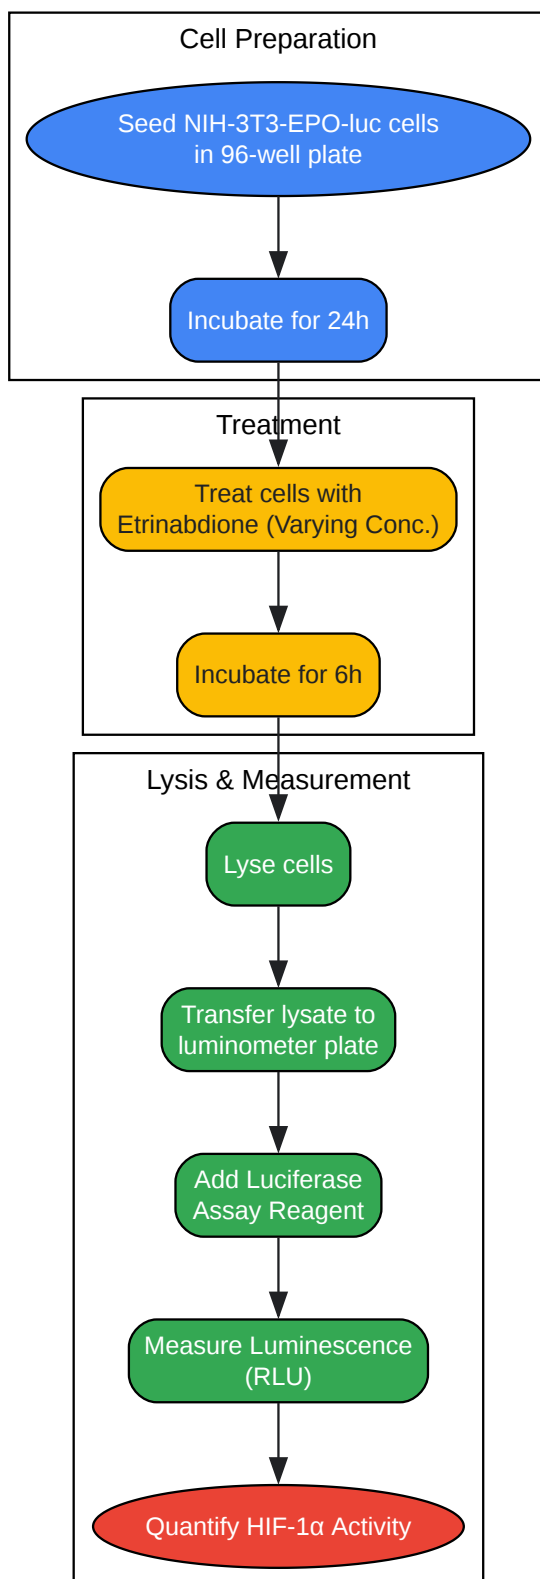 Cell Preparation
Seed NIH-3T3-EPO-luc cells
in 96-well plate
Incubate for 24h
Treatment
Treat cells with
Etrinabdione (Varying Conc.)
Incubate for 6h
Lysis & Measurement
Lyse cells
Transfer lysate to
luminometer plate
Add Luciferase
Assay Reagent
Measure Luminescence
(RLU)
Quantify HIF-1α Activity